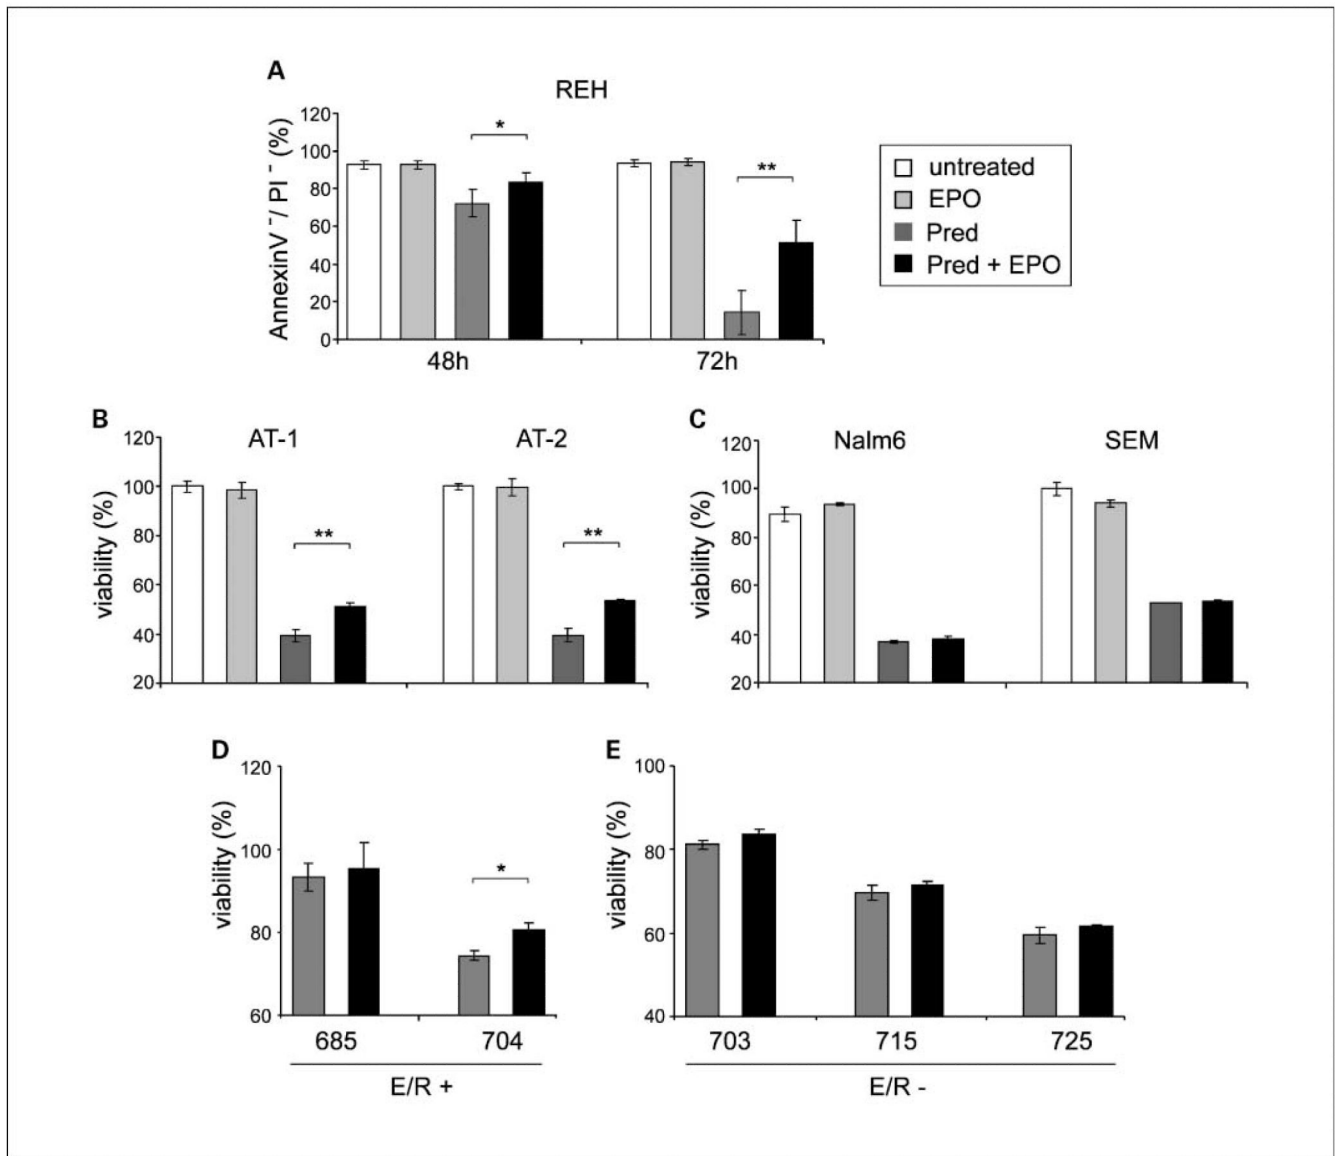 A
REH
120
100
80
60
40
20
0
AnnexinV ⁻/ PI ⁻ (%)
*
**
48h
72h
untreated
EPO
Pred
Pred + EPO
B
AT-1
AT-2
120
100
80
60
40
20
viability (%)
**
**
C
Nalm6
SEM
120
100
80
60
40
20
viability (%)
D
120
100
80
60
viability (%)
*
685
704
E/R +
E
100
80
60
40
viability (%)
703
715
725
E/R -